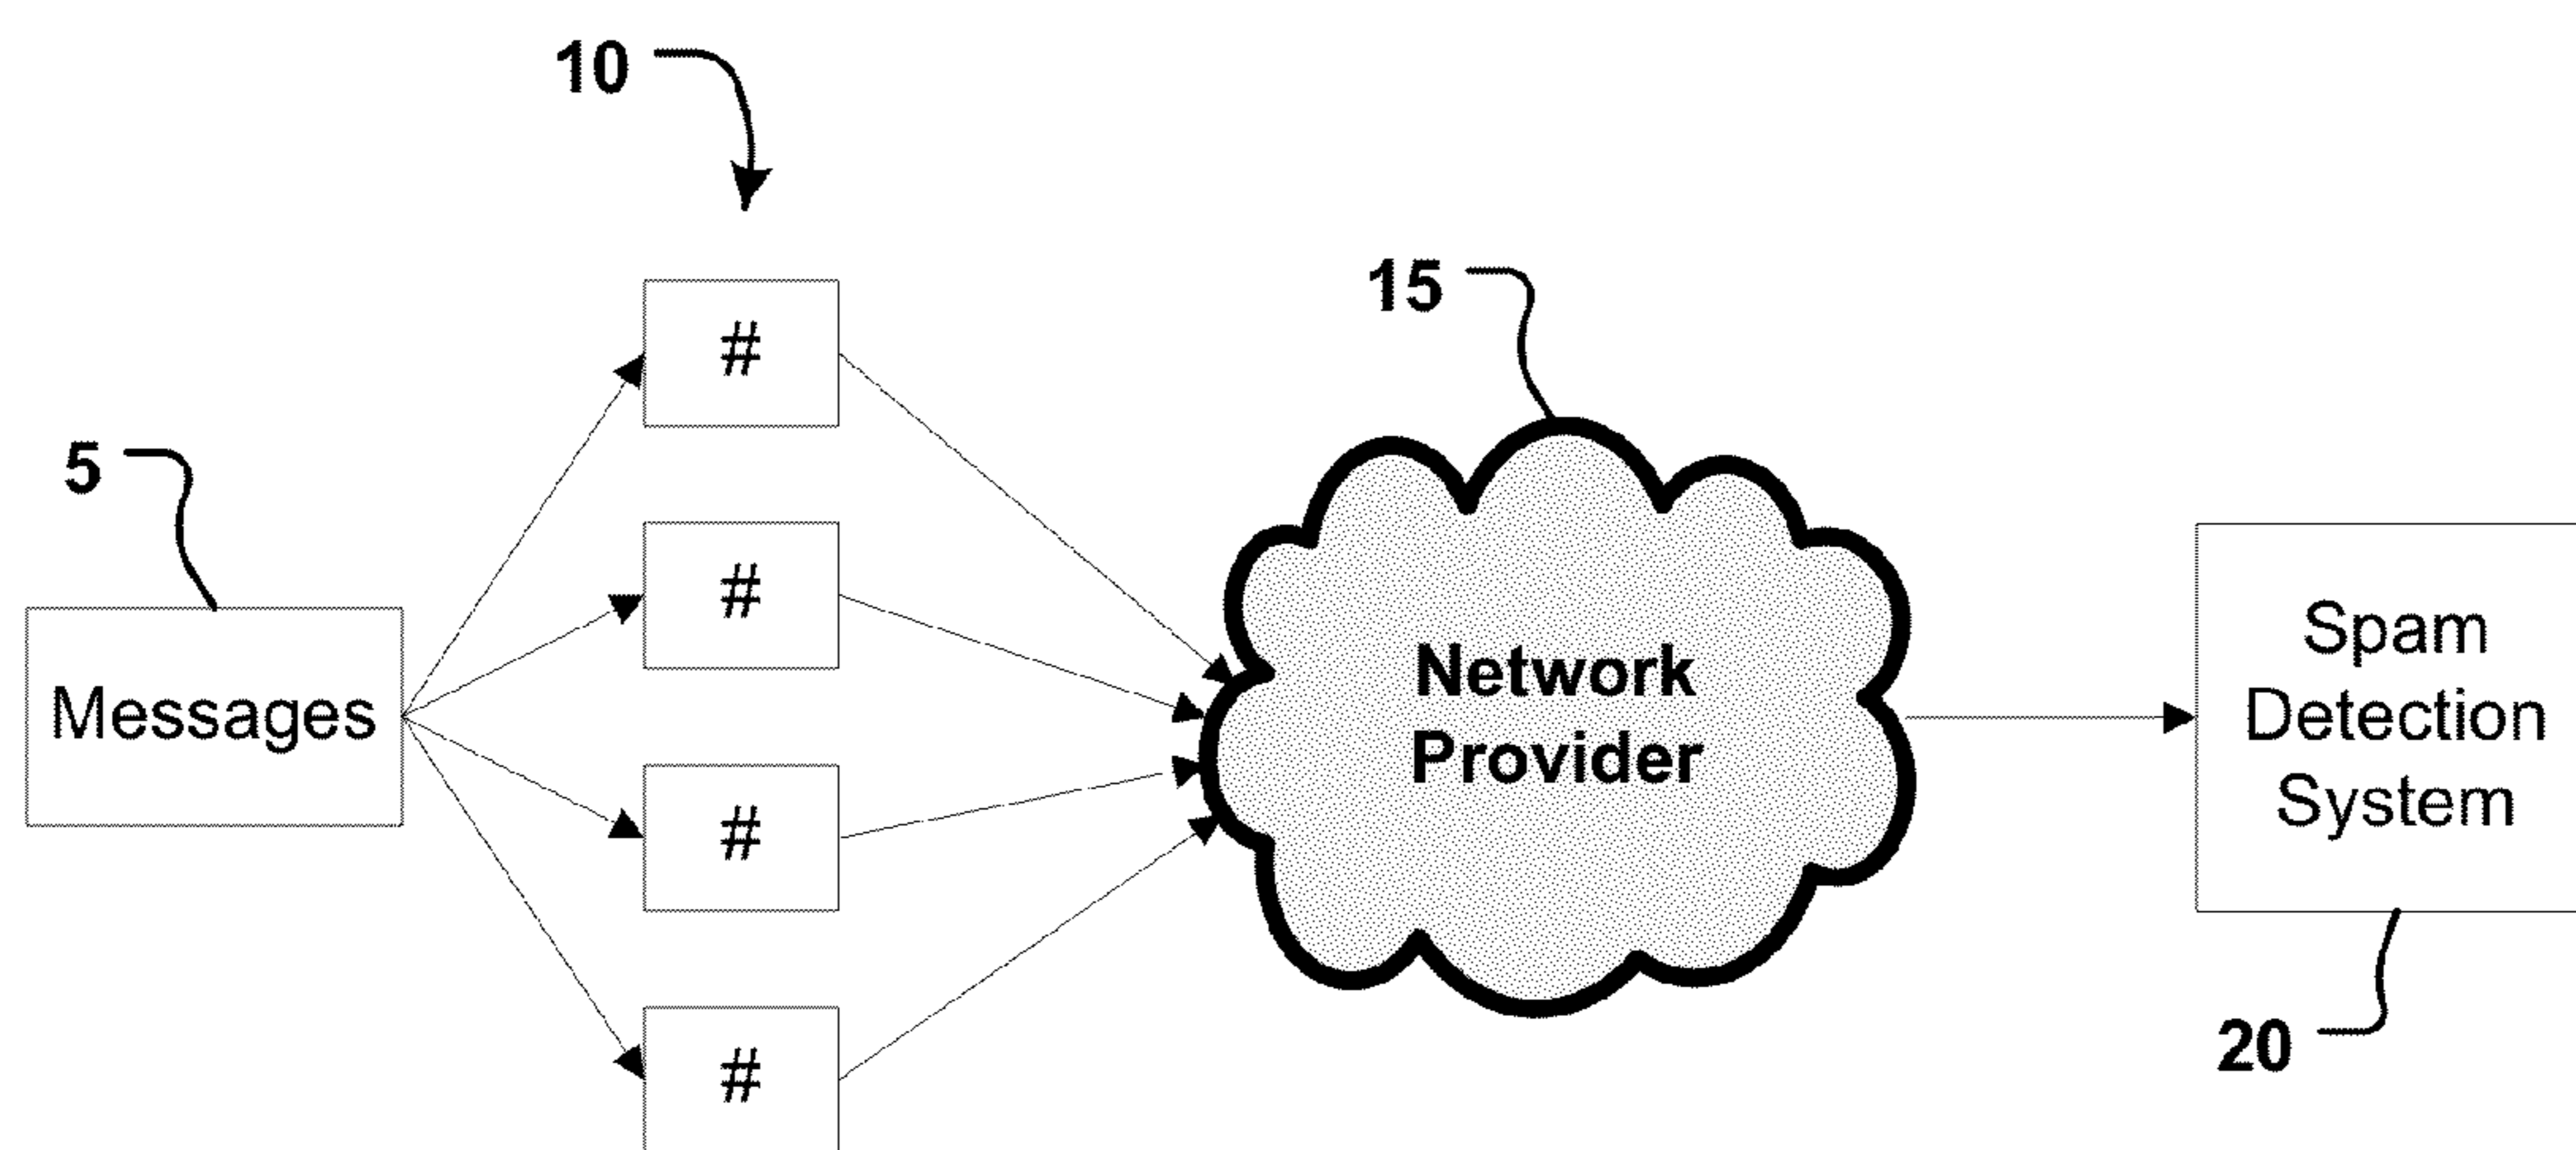 10
15
5
#
#
#
#
Messages
Network
Provider
Spam
Detection
System
20